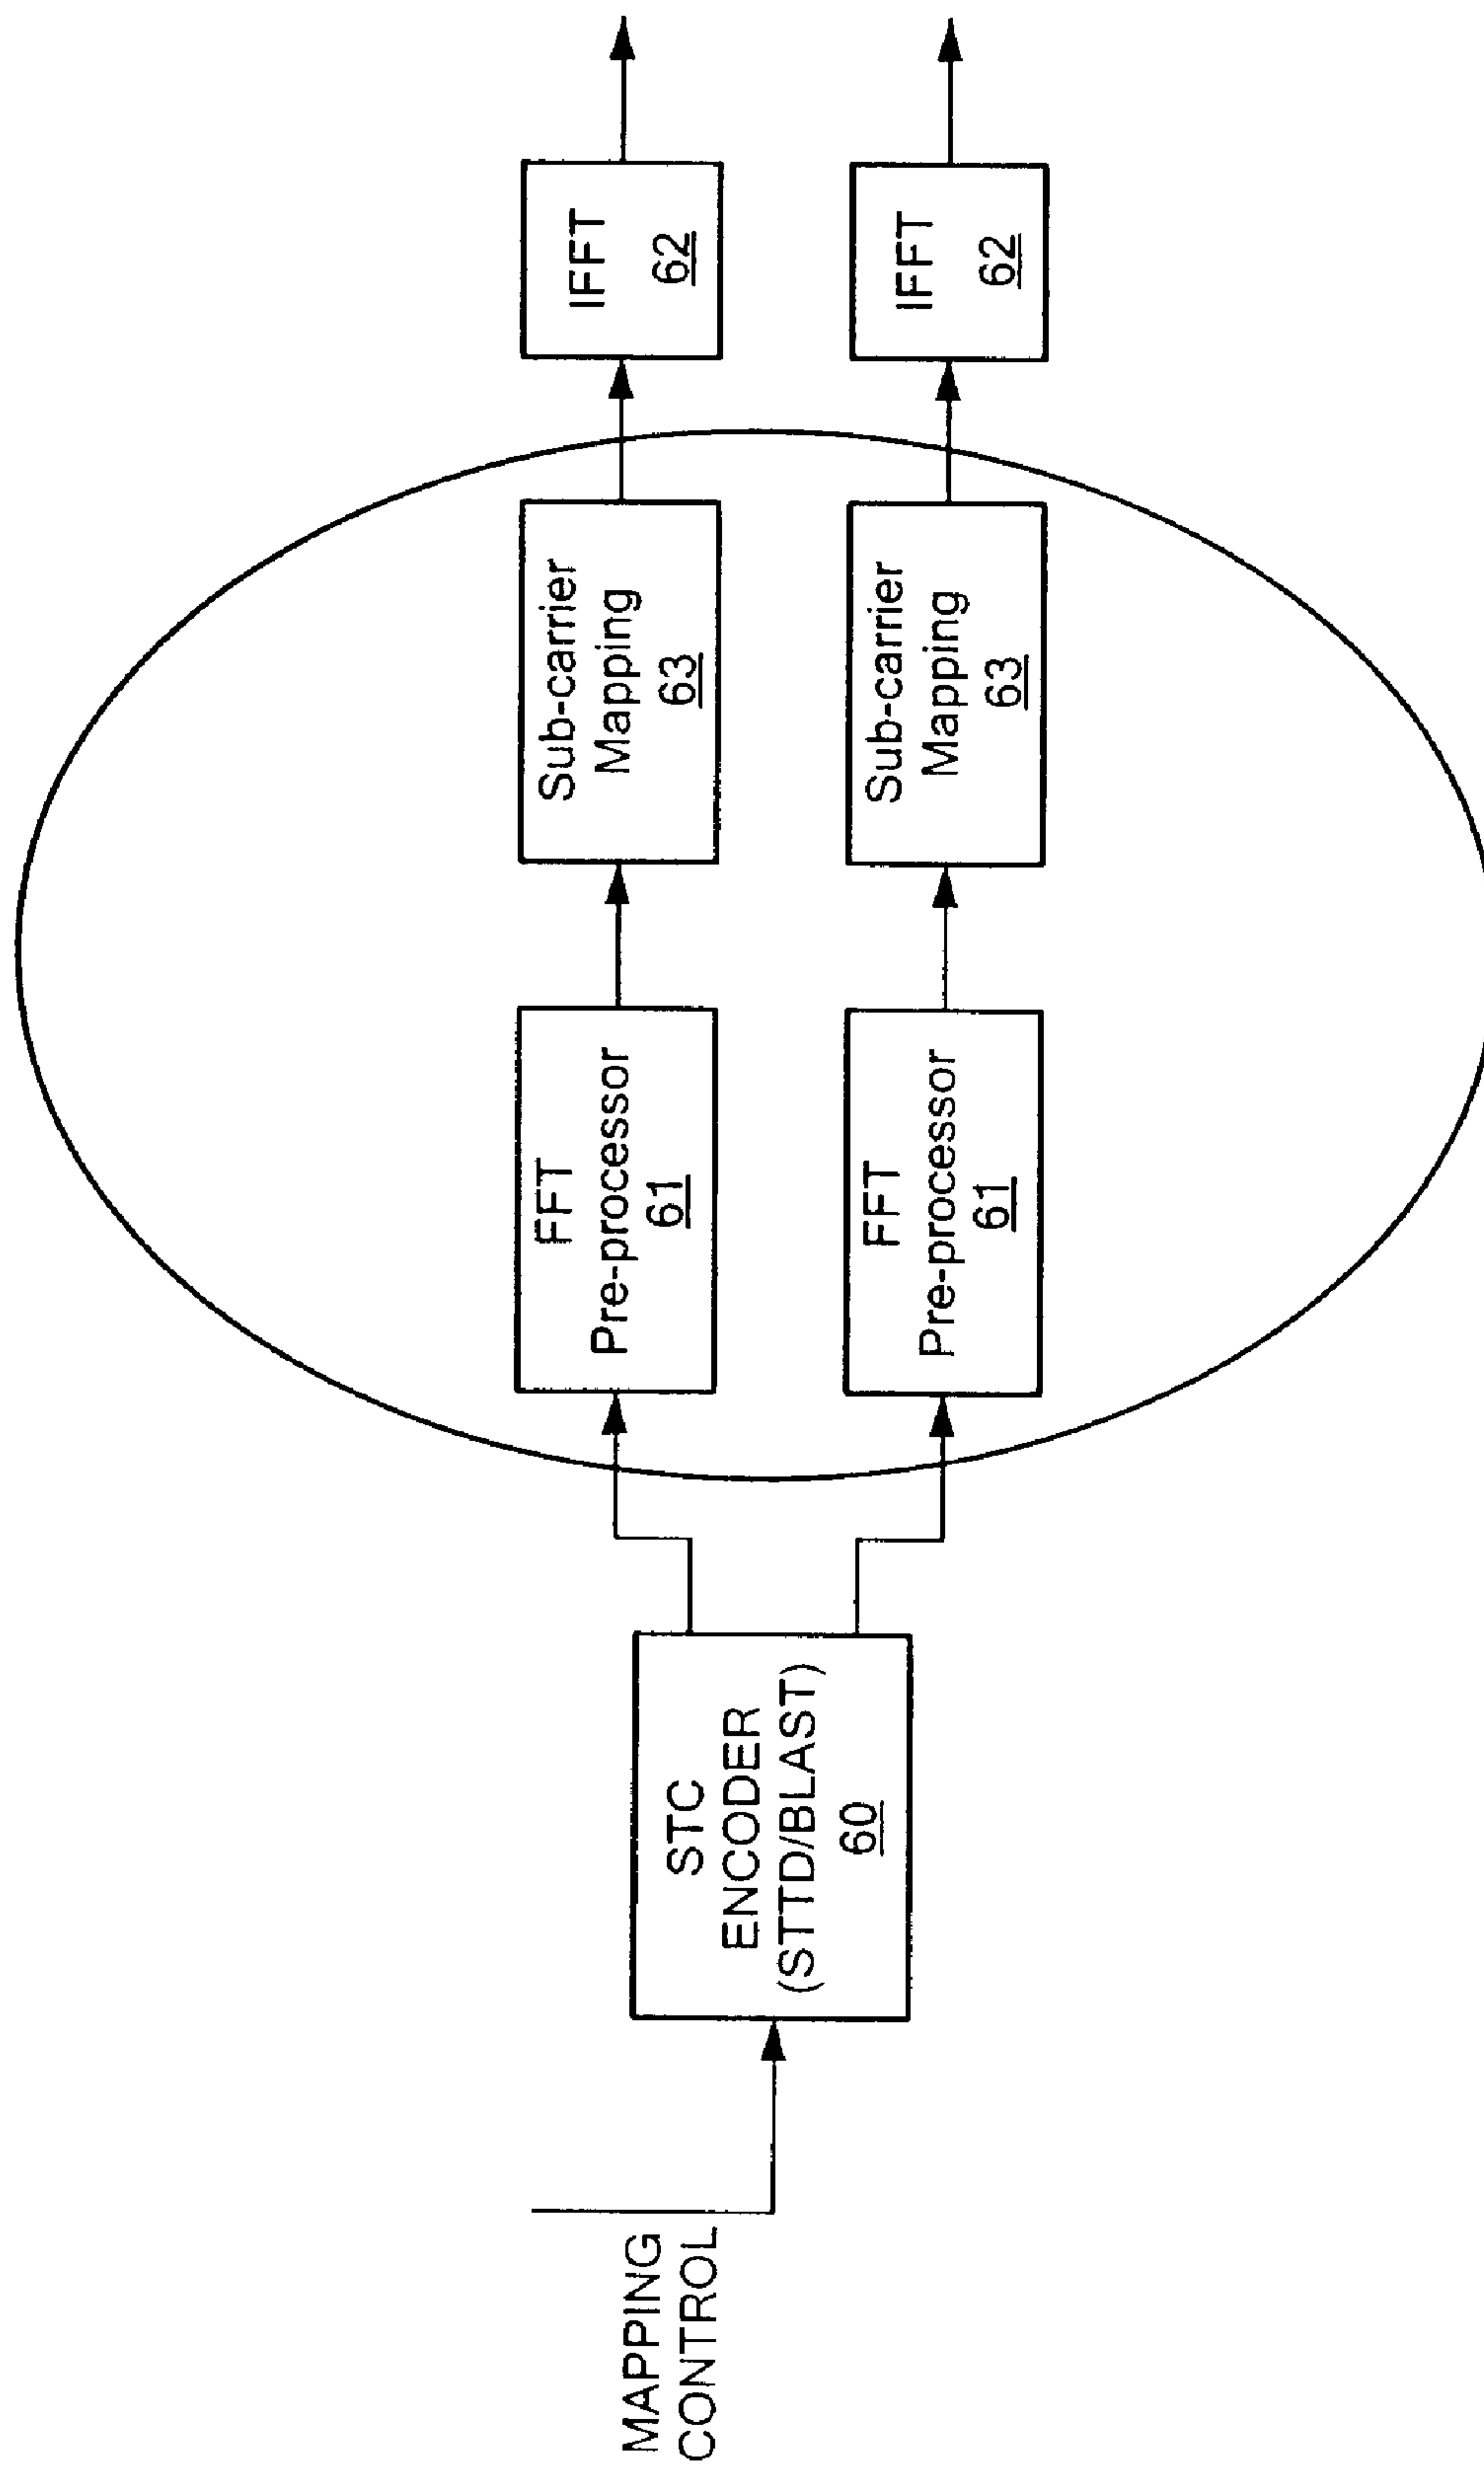 MAPPING
CONTROL
STC
ENCODER
(STTD/BLAST)
60
FFT
Pre-processor
61
Sub-carrier
Mapping
63
IFFT
62
FFT
Pre-processor
61
Sub-carrier
Mapping
63
IFFT
62